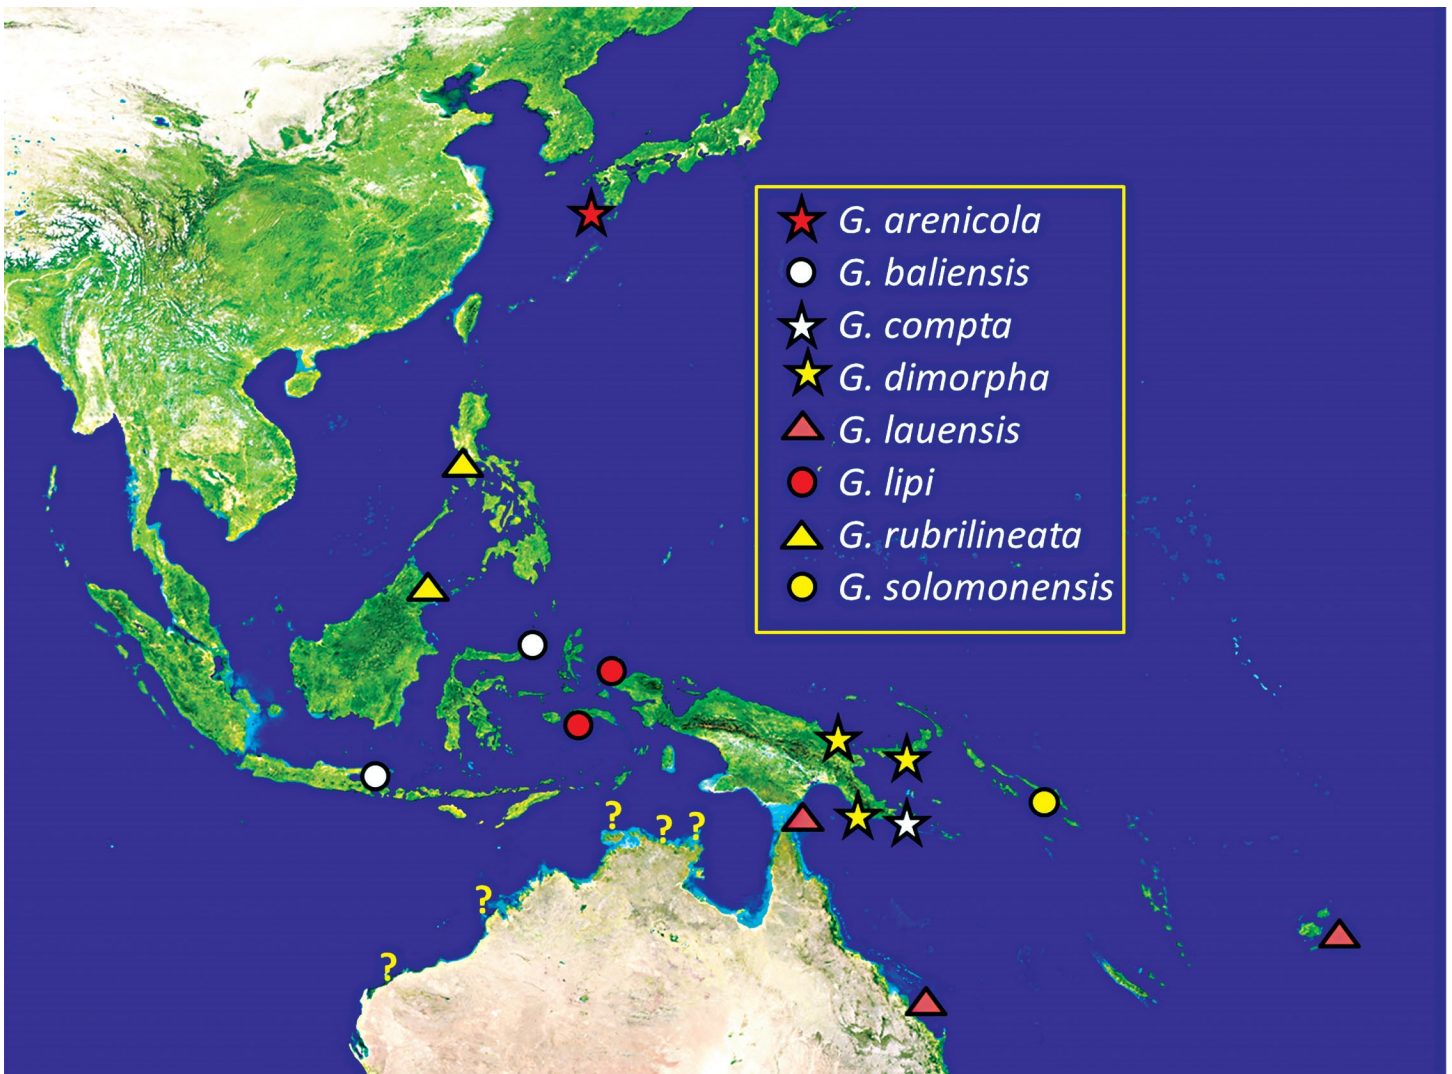 G. arenicola
G. baliensis
G. compta
G. dimorpha
G. lauensis
G. lipi
G. rubrilineata
G. solomonensis
? ? ?
?
?